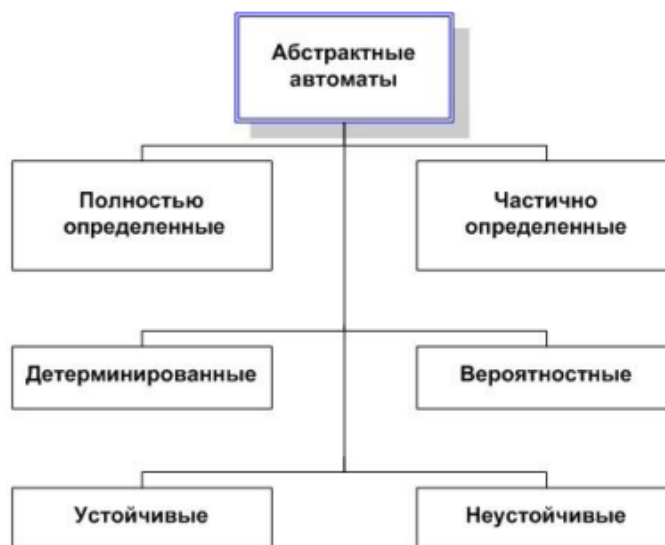 Абстрактные
автоматы
Полностью
определенные
Частично
определенные
Детерминированные
Вероятностные
Устойчивые
Неустойчивые